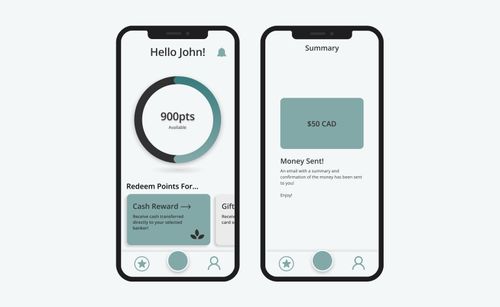 Hello John!
900pts
Available
Redeem Points For...
Cash Reward
Receive cash transferred
directly to your selected
banker!
Gift
Recei
card s
Summary
$50 CAD
Money Sent!
An email with a summary and
confirmation of the money has been sent
to you!
Enjoy!